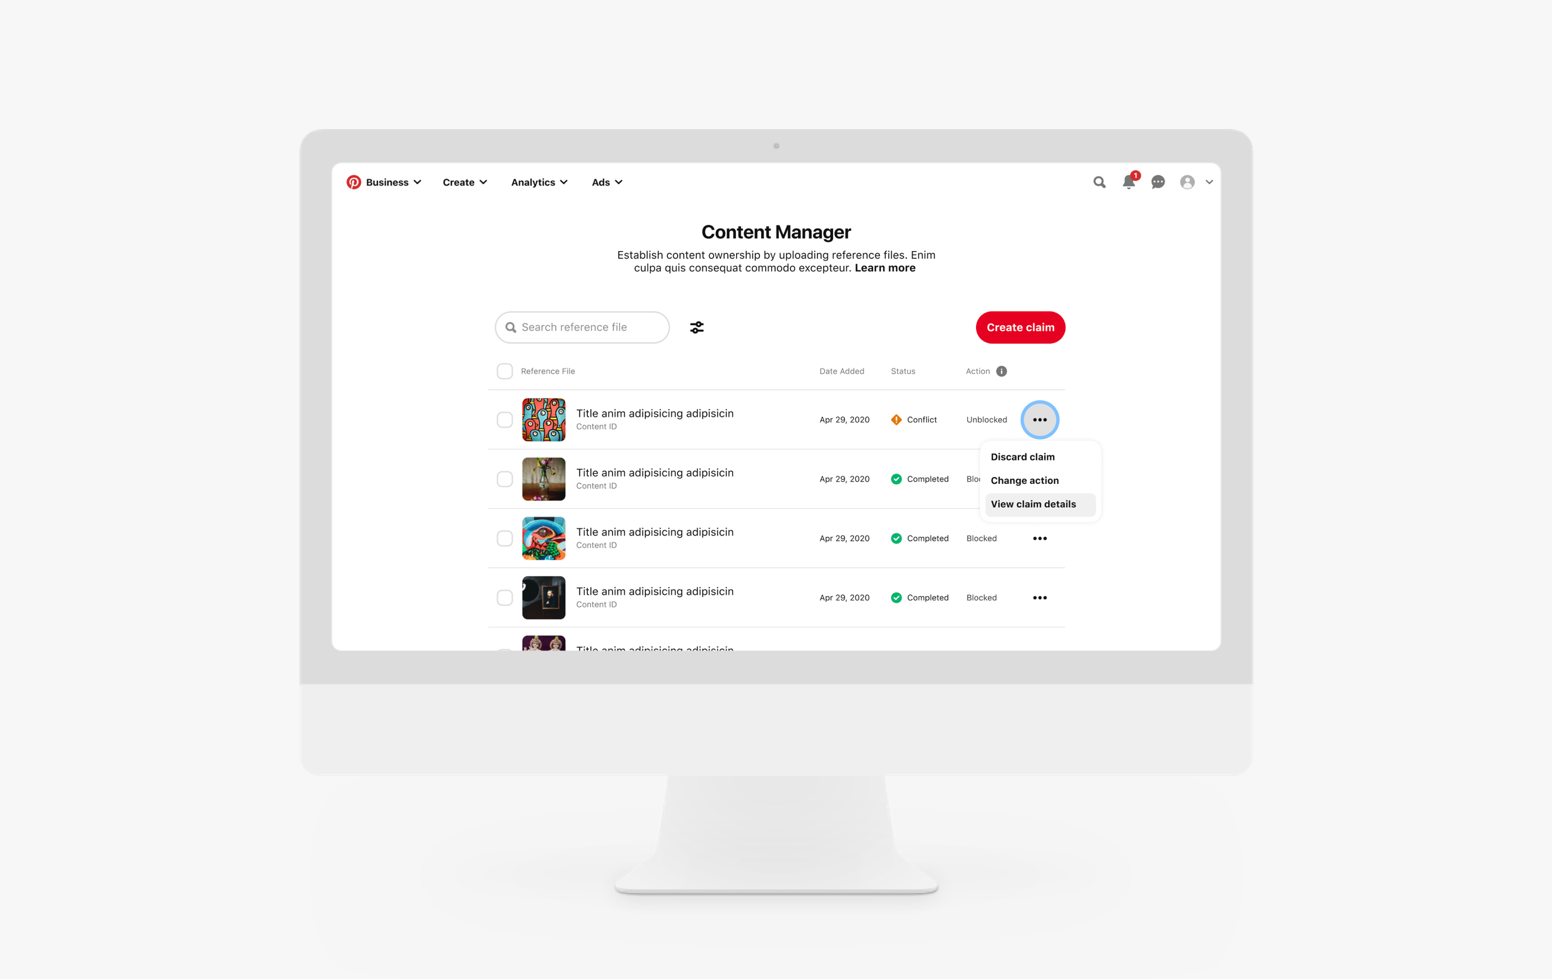 Business Create Analytics Ads 1
Content Manager
Establish content ownership by uploading reference files. Enim
culpa quis consequat commodo excepteur. Learn more
Search reference file Create claim
Reference File Date Added Status Action
Title anim adipisicing adipisicin
Content ID
Apr 29, 2020 Conflict Unblocked
Discard claim
Change action
View claim details
Title anim adipisicing adipisicin
Content ID
Apr 29, 2020 Completed Blo
Title anim adipisicing adipisicin
Content ID
Apr 29, 2020 Completed Blocked
Title anim adipisicing adipisicin
Content ID
Apr 29, 2020 Completed Blocked
Title anim adipisicing adipisicin